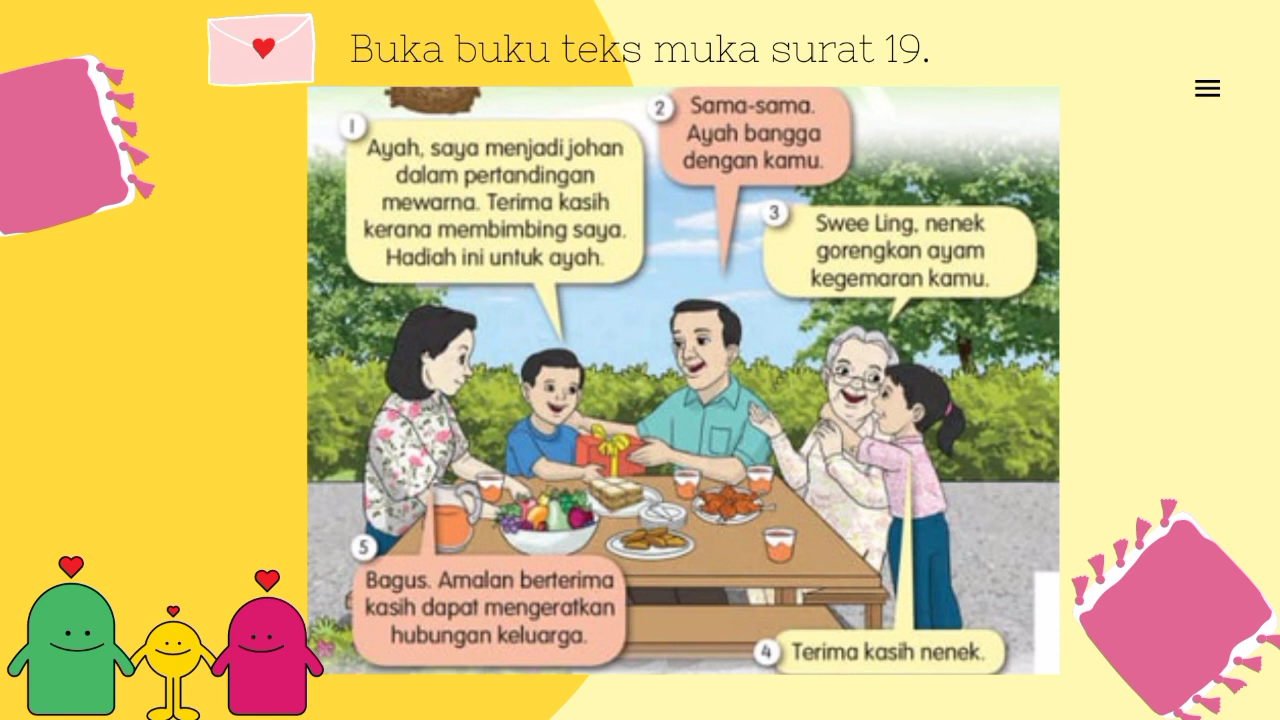 Buka buku teks muka surat 19.
1
Ayah, saya menjadi johan
dalam pertandingan
mewarna. Terima kasih
kerana membimbing saya.
Hadiah ini untuk ayah.
2
Sama-sama.
Ayah bangga
dengan kamu.
3
Swee Ling, nenek
gorengkan ayam
kegemaran kamu.
4
Terima kasih nenek.
5
Bagus. Amalan berterima
kasih dapat mengeratkan
hubungan keluarga.